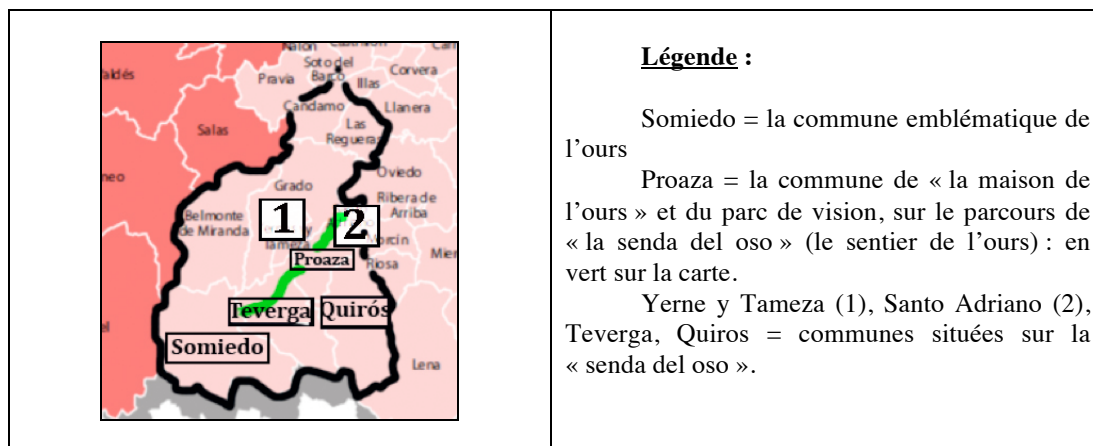 Nalón
Soto del
Barco
Corvera
Pravia
Illas
Candamo
Llanera
Las
Regueras
Salas
Oviedo
Grado
Ribera de
Arriba
Belmonte
de Miranda
1
2
Tameza
Proaza
Riosa
Teverga
Quirós
Somiedo
Lena
Légende :
Somiedo = la commune emblématique de
l’ours
Proaza = la commune de « la maison de
l’ours » et du parc de vision, sur le parcours de
« la senda del oso » (le sentier de l’ours) : en
vert sur la carte.
Yerne y Tameza (1), Santo Adriano (2),
Teverga, Quiros = communes situées sur la
« senda del oso ».